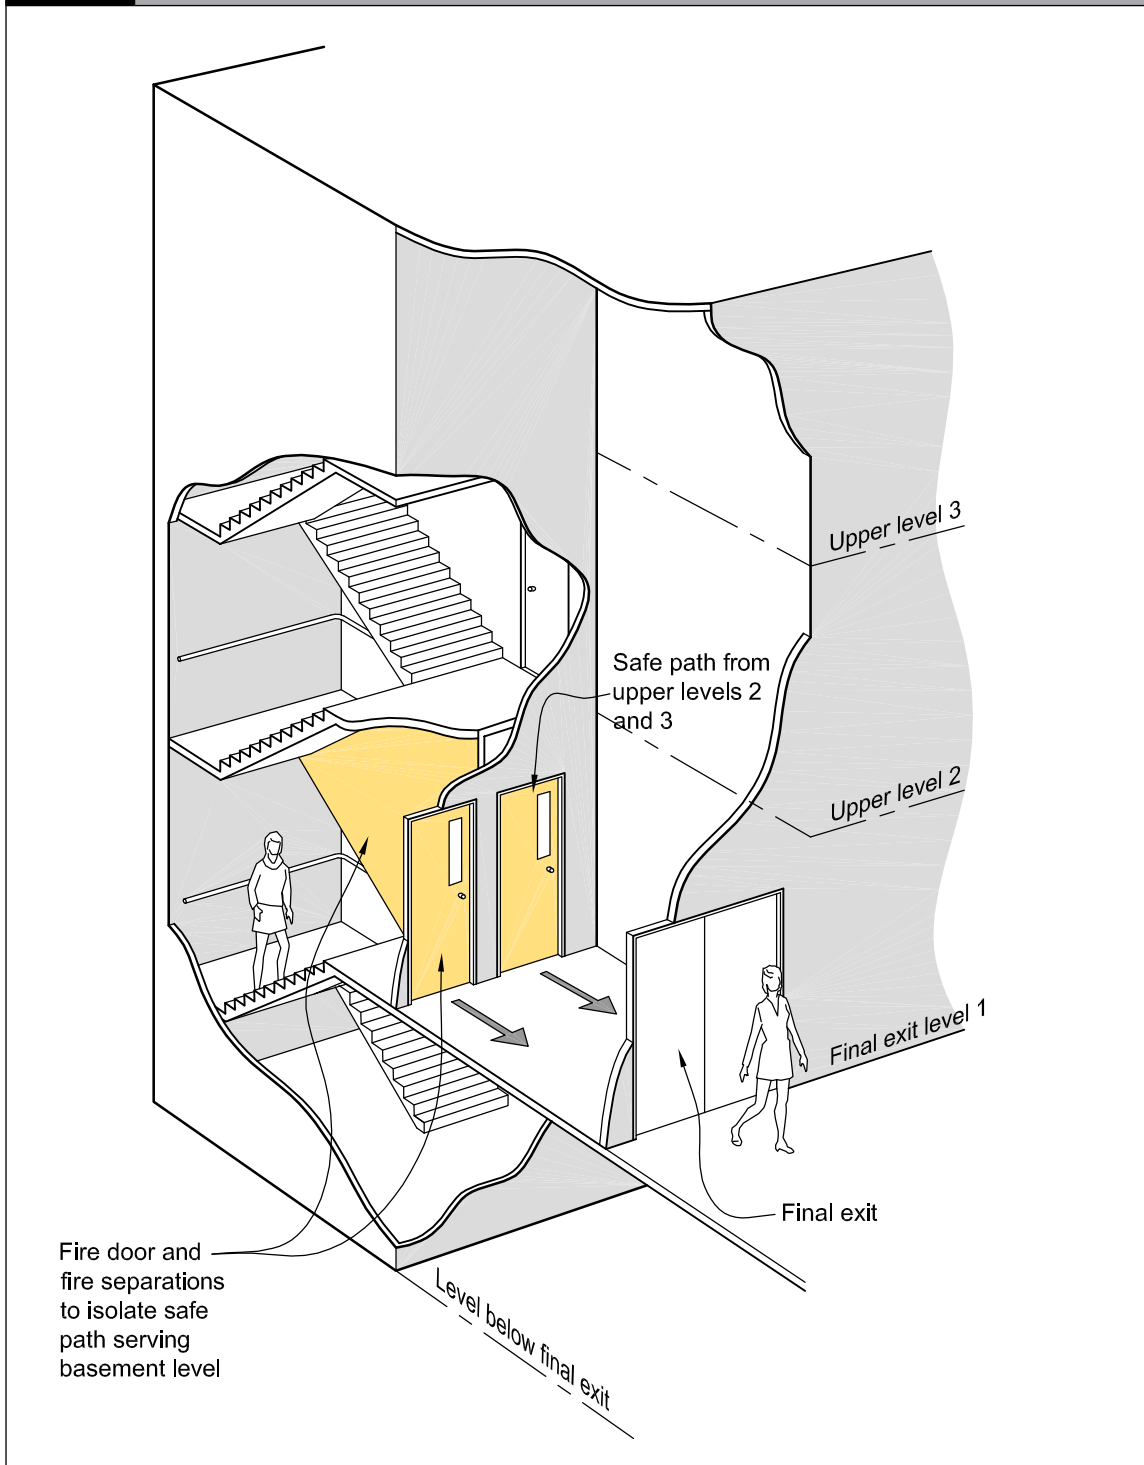 Upper level 3
Safe path from
upper levels 2
and 3
Upper level 2
Final exit level 1
Final exit
Fire door and
fire separations
to isolate safe
path serving
basement level
Level below final exit